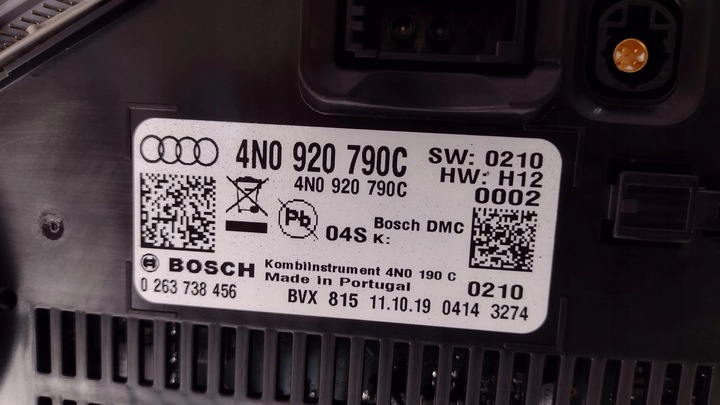 4N0 920 790C SW: 0210
4N0 920 790C HW: H12
0002
Pb 04S Bosch DMC
K:
BOSCH Kombiinstrument 4N0 190 C 0210
Made in Portugal
0 263 738 456 BVX 815 11.10.19 0414 3274